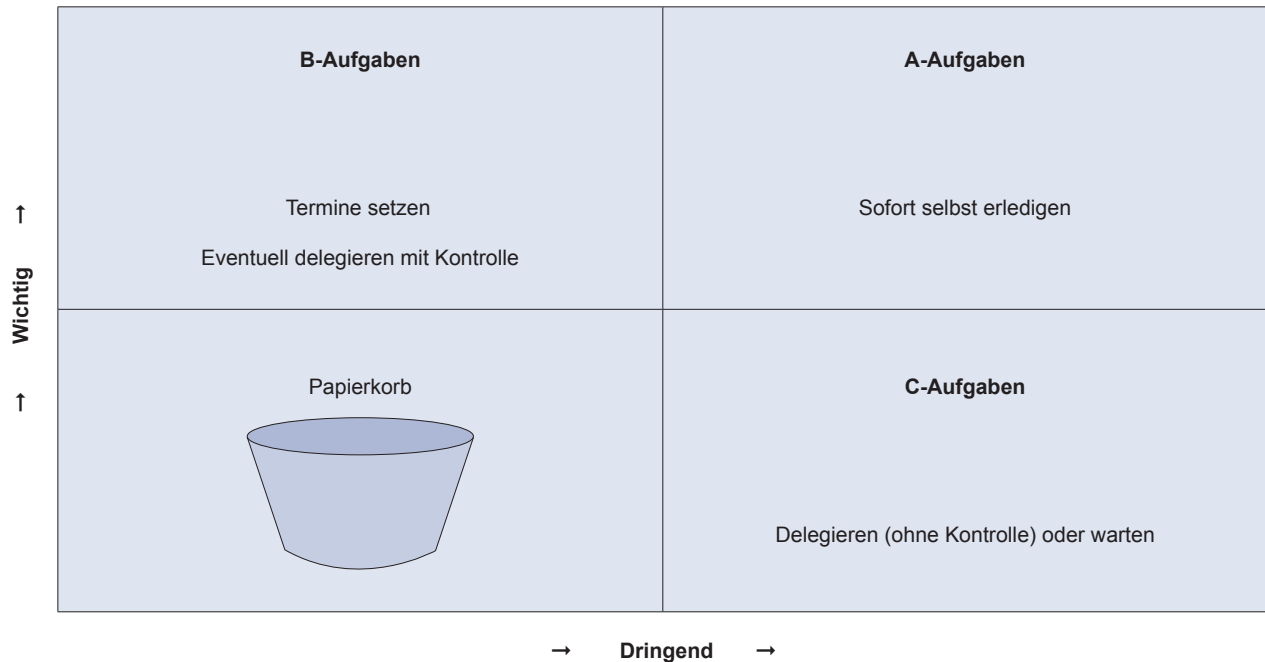 B-Aufgaben
A-Aufgaben
Termine setzen
Eventuell delegieren mit Kontrolle
Sofort selbst erledigen
→ Wichtig →
Papierkorb
C-Aufgaben
Delegieren (ohne Kontrolle) oder warten
→ Dringend →